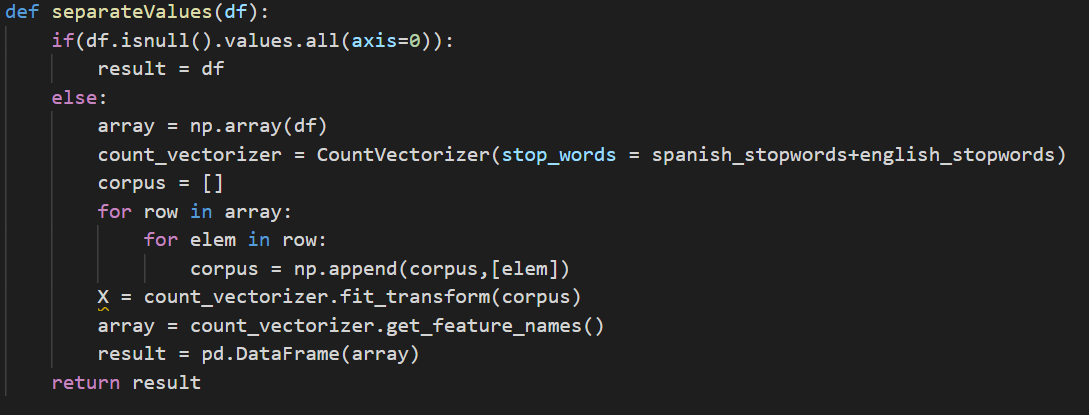 def separateValues(df):
    if(df.isnull().values.all(axis=0)):
        result = df
    else:
        array = np.array(df)
        count_vectorizer = CountVectorizer(stop_words = spanish_stopwords+english_stopwords)
        corpus = []
        for row in array:
            for elem in row:
                corpus = np.append(corpus,[elem])
        X = count_vectorizer.fit_transform(corpus)
        array = count_vectorizer.get_feature_names()
        result = pd.DataFrame(array)
    return result